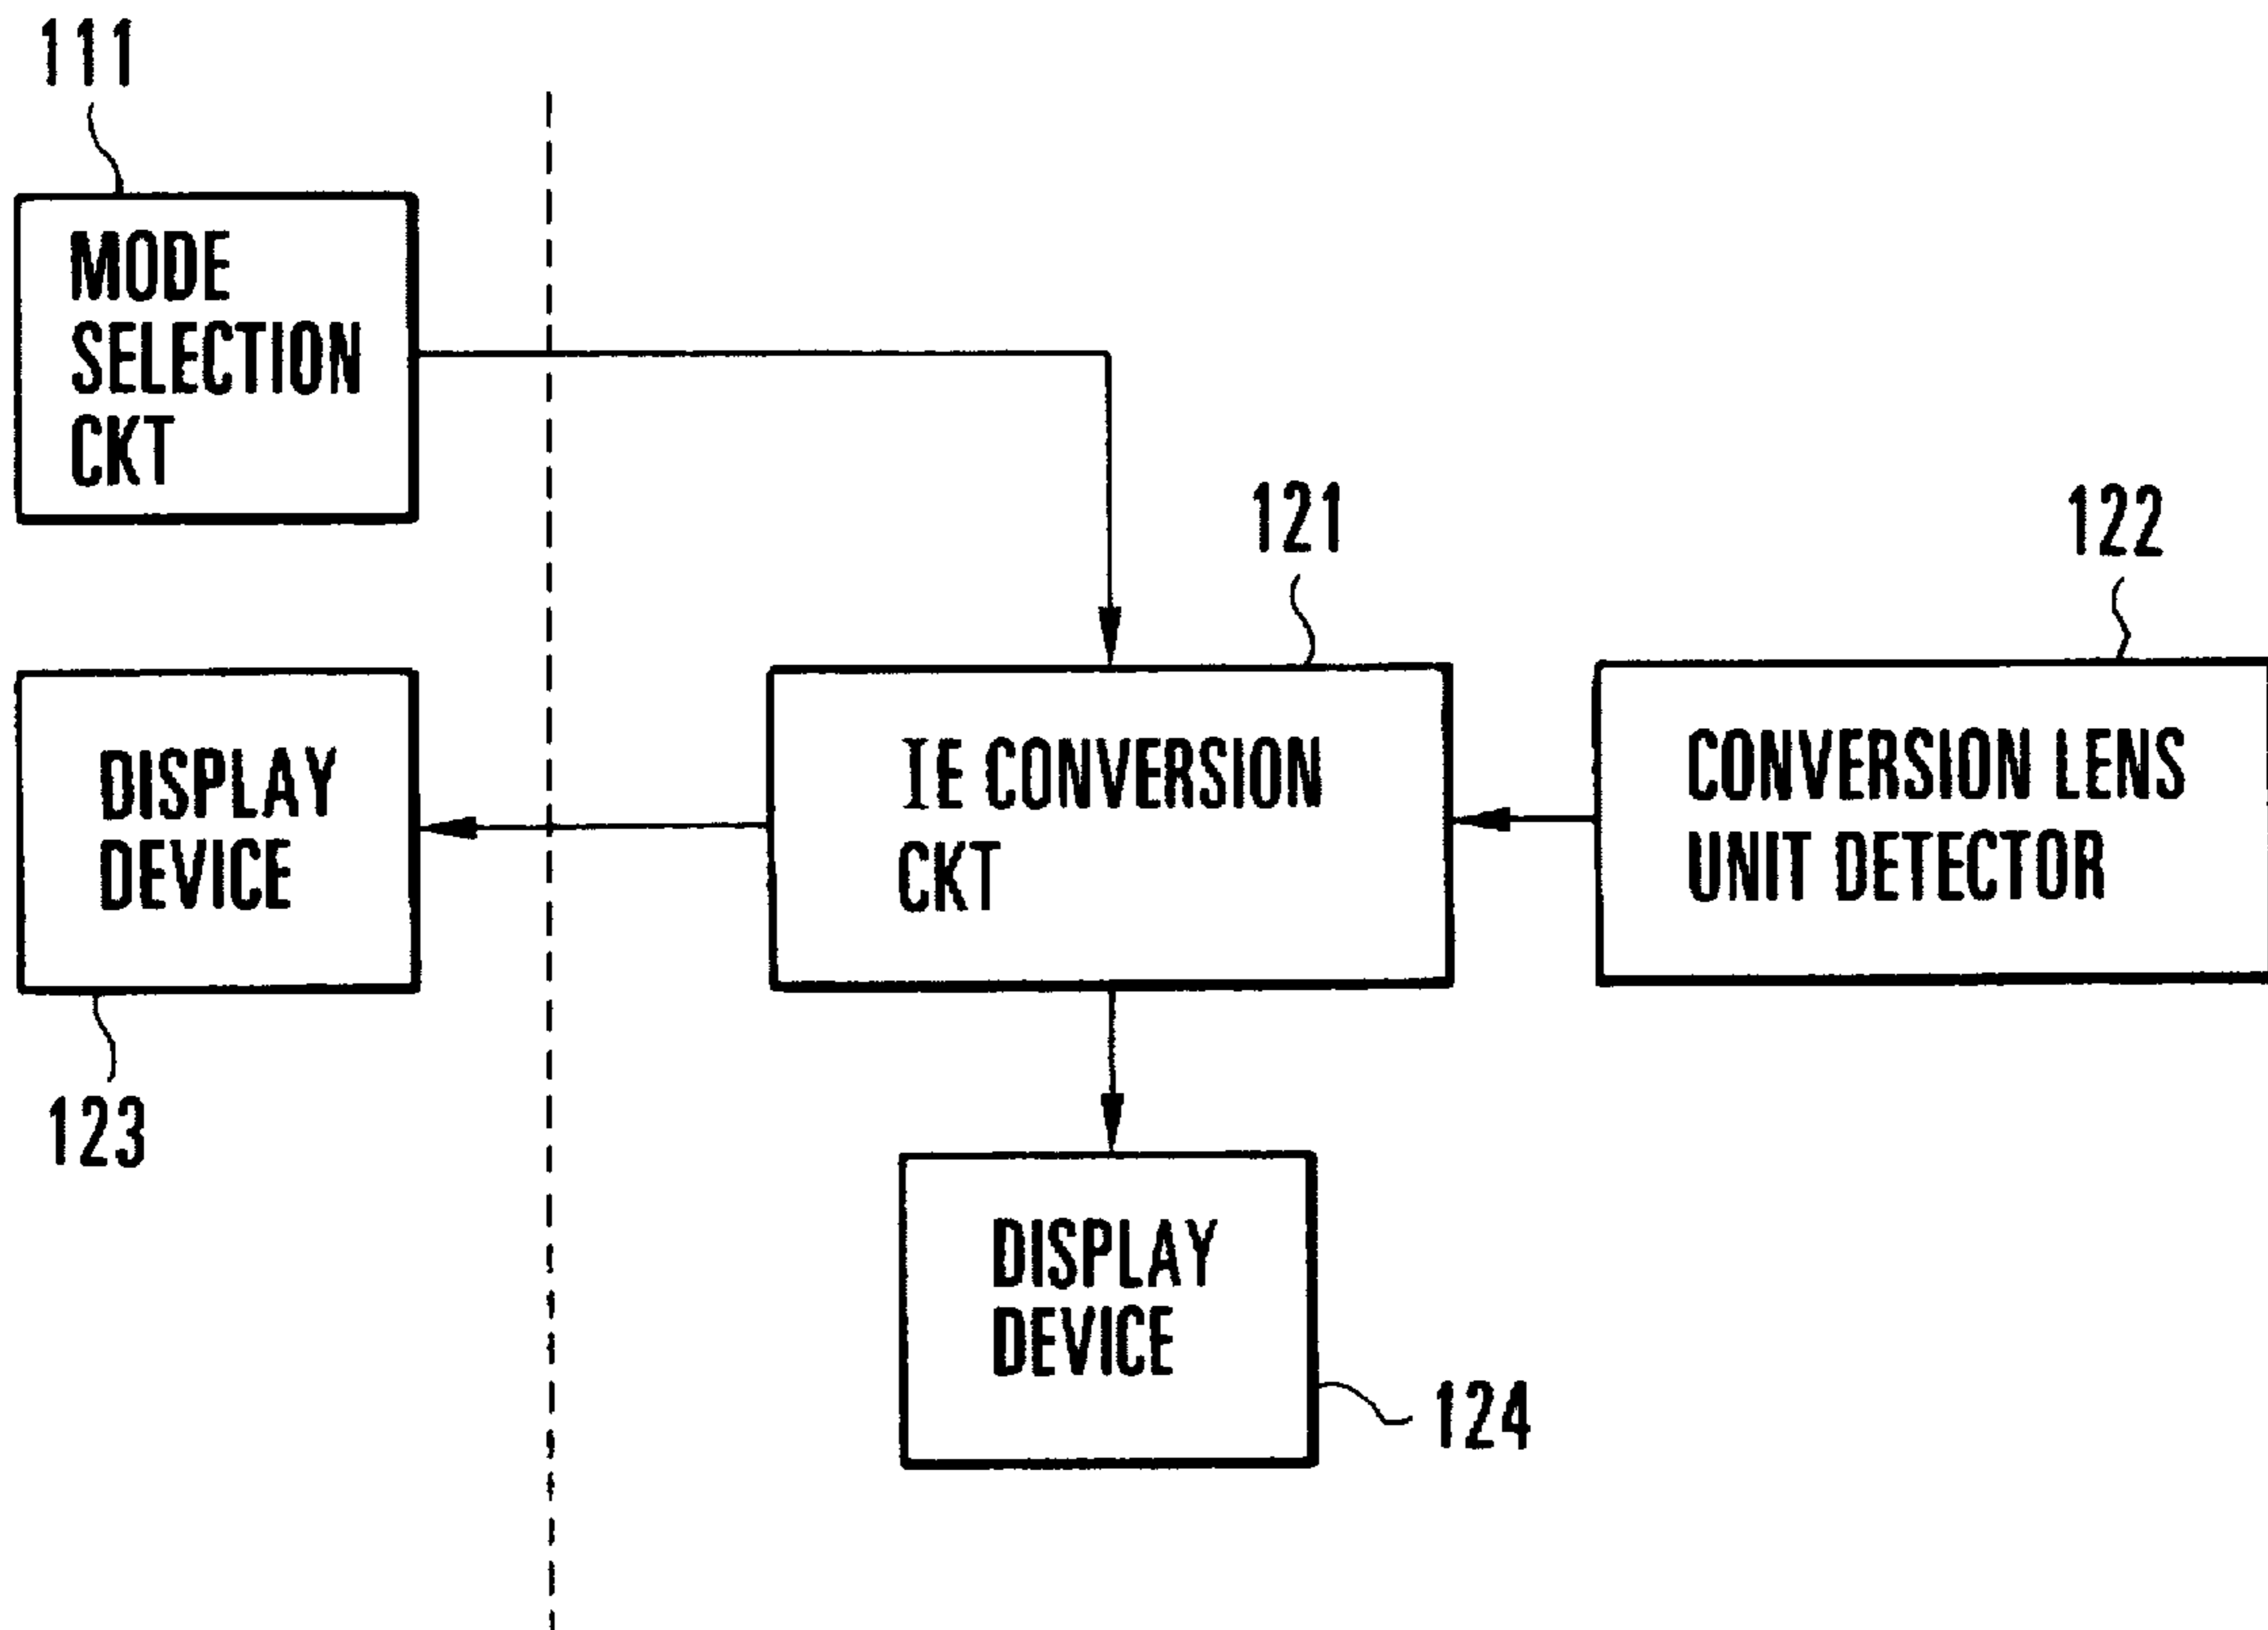 111
MODE
SELECTION
CKT
121
122
DISPLAY
DEVICE
IE CONVERSION
CKT
CONVERSION LENS
UNIT DETECTOR
123
DISPLAY
DEVICE
124